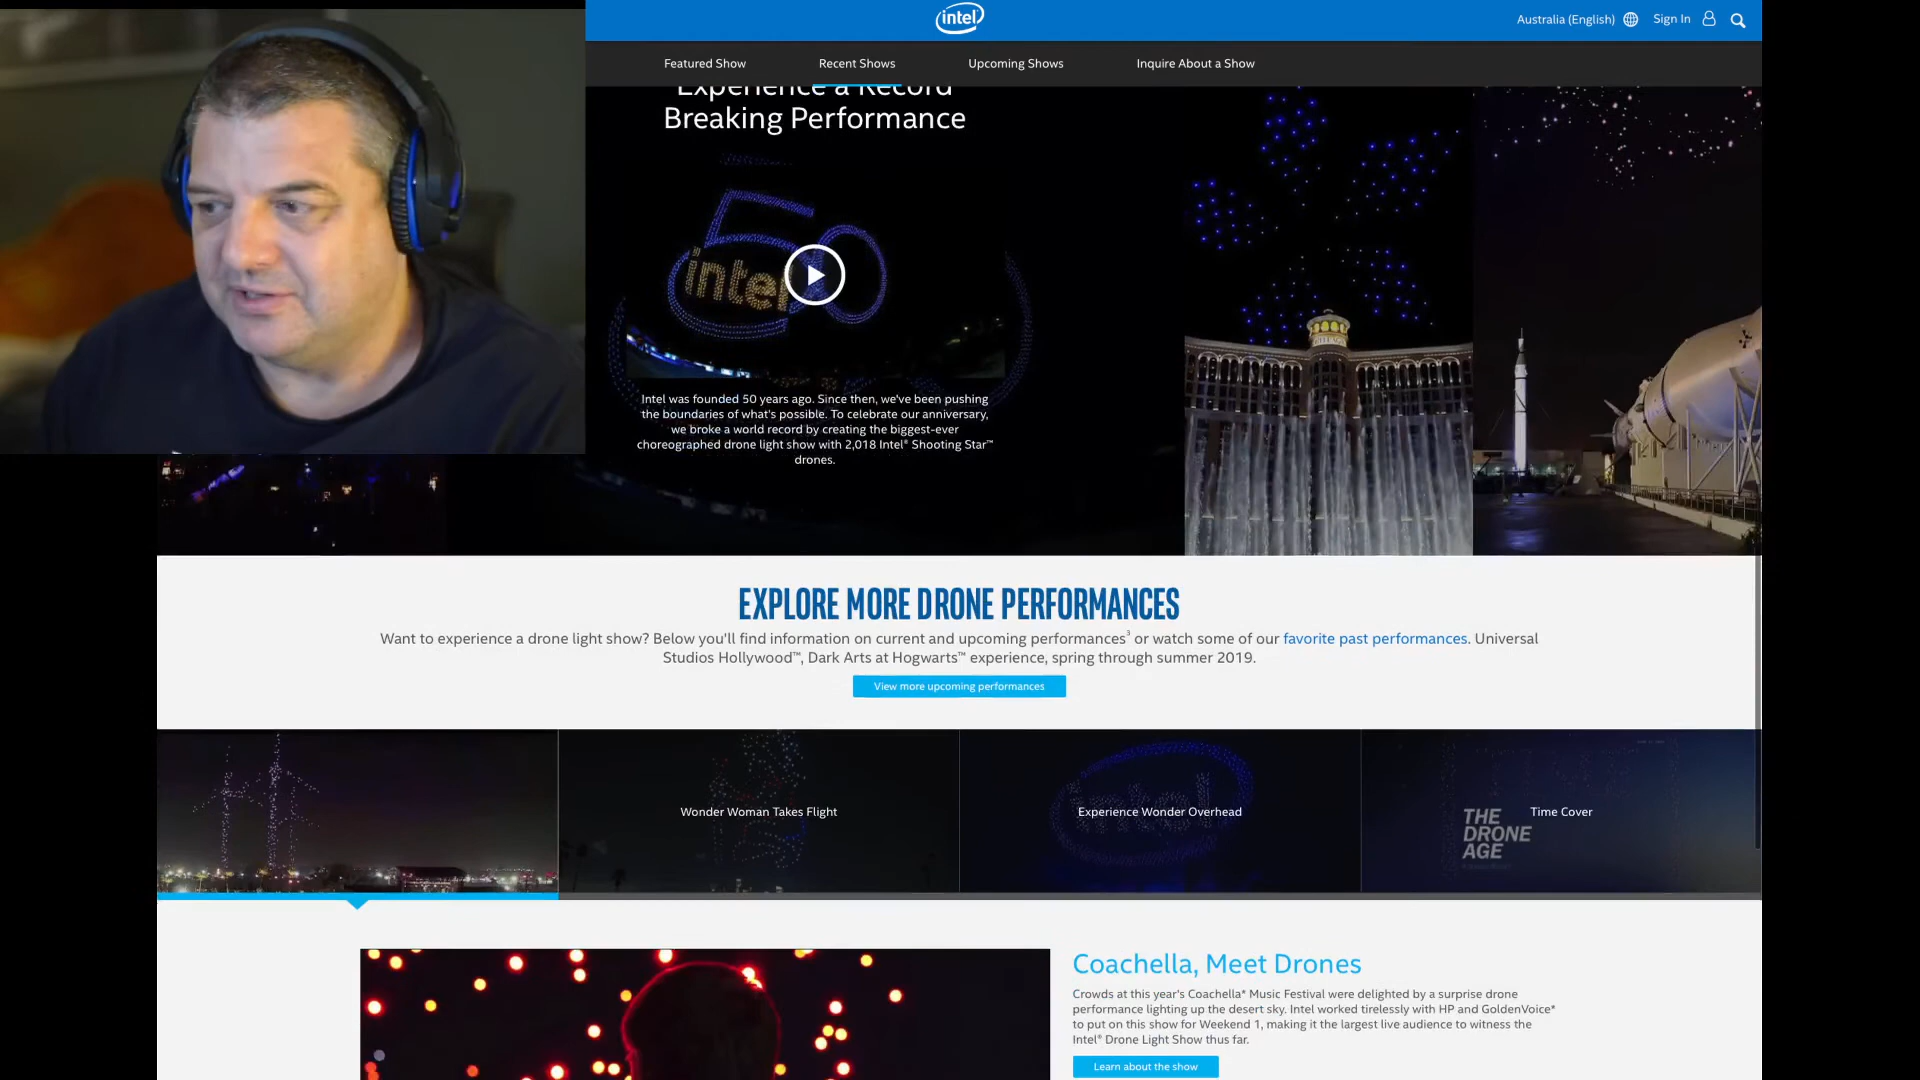 intel
Australia (English)
Sign In
Featured Show
Recent Shows
Upcoming Shows
Inquire About a Show
Experience a Record
Breaking Performance
50
intel
Intel was founded 50 years ago. Since then, we've been pushing
the boundaries of what's possible. To celebrate our anniversary,
we broke a world record by creating the biggest-ever
choreographed drone light show with 2,018 Intel® Shooting Star™
drones.
EXPLORE MORE DRONE PERFORMANCES
Want to experience a drone light show? Below you'll find information on current and upcoming performances³ or watch some of our favorite past performances. Universal
Studios Hollywood™, Dark Arts at Hogwarts™ experience, spring through summer 2019.
View more upcoming performances
Wonder Woman Takes Flight
intel
Experience Wonder Overhead
THE
DRONE
AGE
Time Cover
Coachella, Meet Drones
Crowds at this year's Coachella* Music Festival were delighted by a surprise drone
performance lighting up the desert sky. Intel worked tirelessly with HP and GoldenVoice*
to put on this show for Weekend 1, making it the largest live audience to witness the
Intel® Drone Light Show thus far.
Learn about the show